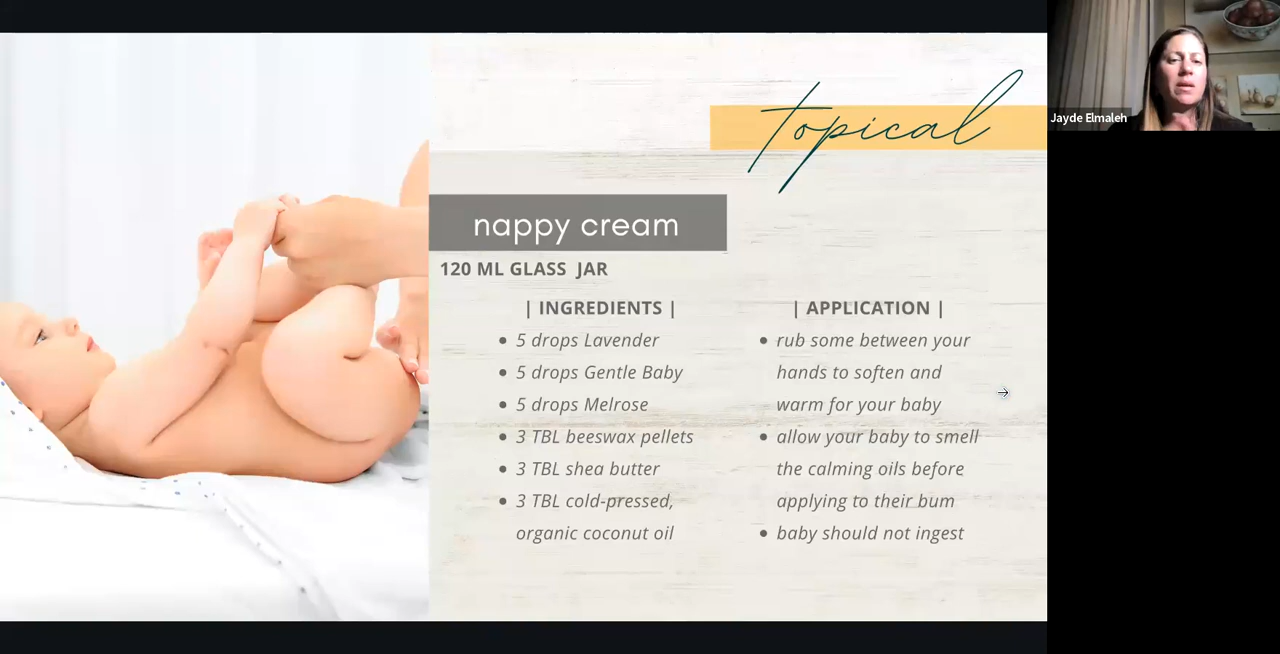 topical
nappy cream
120 ML GLASS JAR
| INGREDIENTS |
• 5 drops Lavender
• 5 drops Gentle Baby
• 5 drops Melrose
• 3 TBL beeswax pellets
• 3 TBL shea butter
• 3 TBL cold-pressed,
organic coconut oil
| APPLICATION |
• rub some between your
hands to soften and
warm for your baby
• allow your baby to smell
the calming oils before
applying to their bum
• baby should not ingest
Jayde Elmaleh